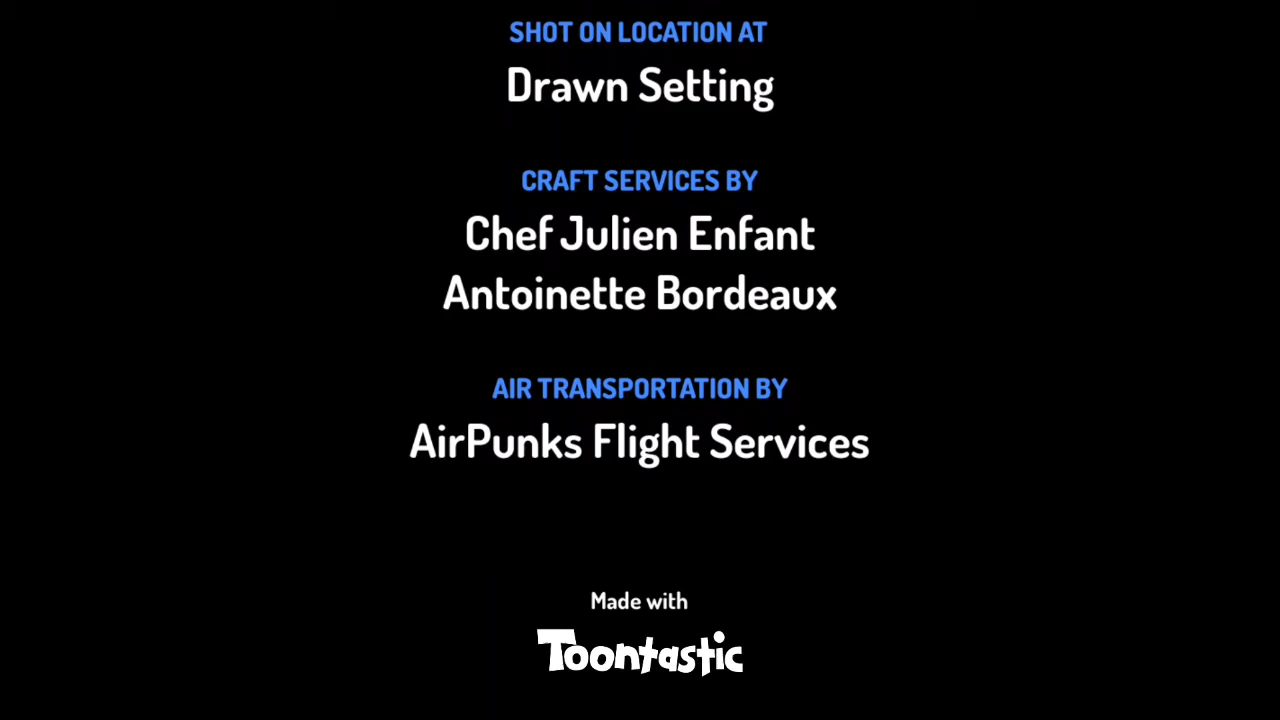 SHOT ON LOCATION AT
Drawn Setting
CRAFT SERVICES BY
Chef Julien Enfant
Antoinette Bordeaux
AIR TRANSPORTATION BY
AirPunks Flight Services
Made with
Toontastic